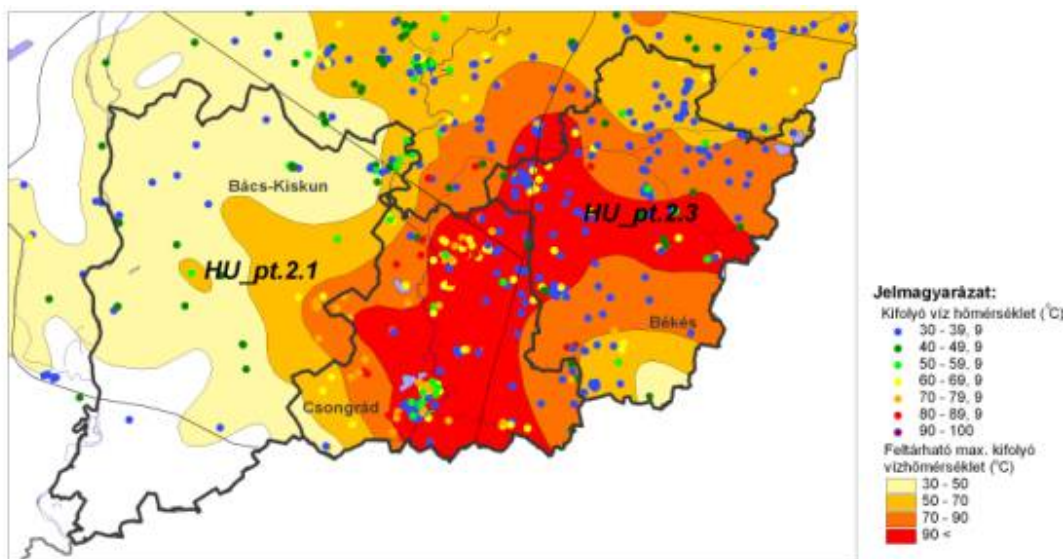 Bács-Kiskun
HU_pt.2.1
HU_pt.2.3
Békés
Csongrád
Jelmagyarázat:
Kifolyó víz hőmérséklet (°C)
30 - 39, 9
40 - 49, 9
50 - 59, 9
60 - 69, 9
70 - 79, 9
80 - 89, 9
90 - 100
Feltárható max. kifolyó
vízhőmérséklet (°C)
30 - 50
50 - 70
70 - 90
90 <